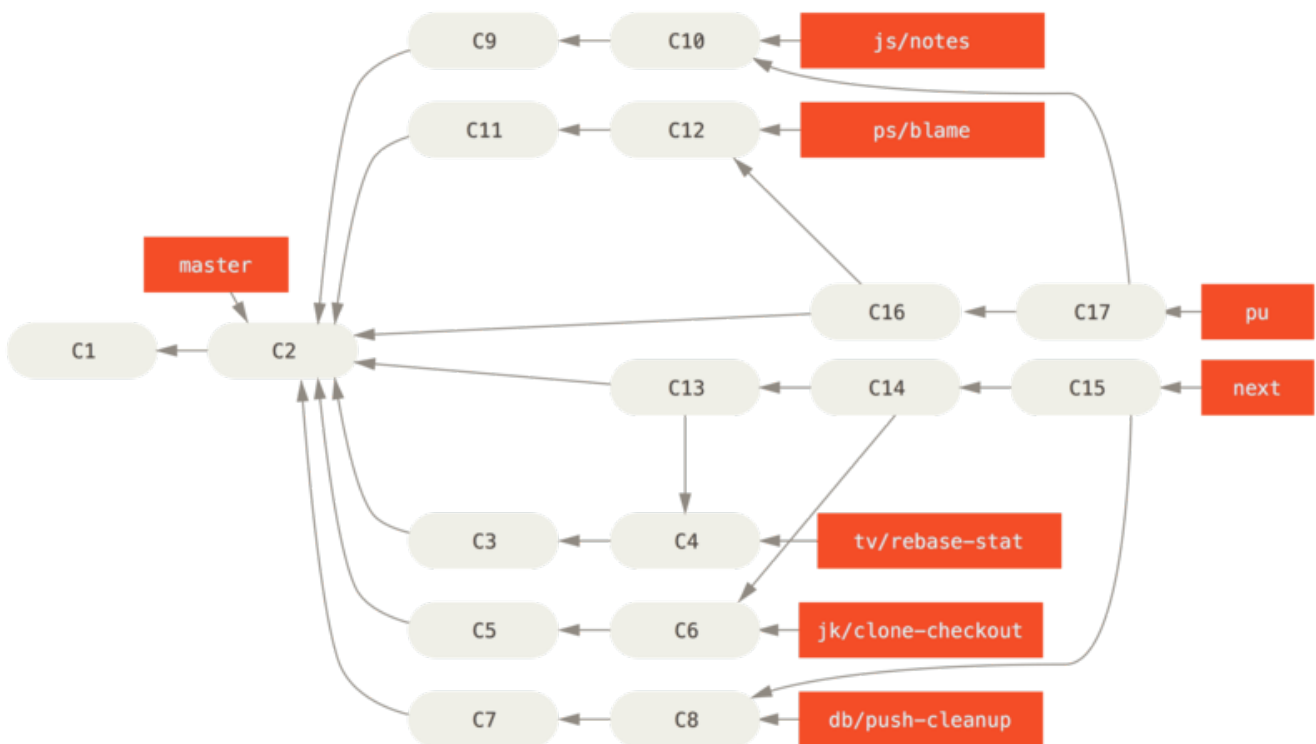 C9
C10
js/notes
C11
C12
ps/blame
master
C16
C17
pu
C1
C2
C13
C14
C15
next
C3
C4
tv/rebase-stat
C5
C6
jk/clone-checkout
C7
C8
db/push-cleanup